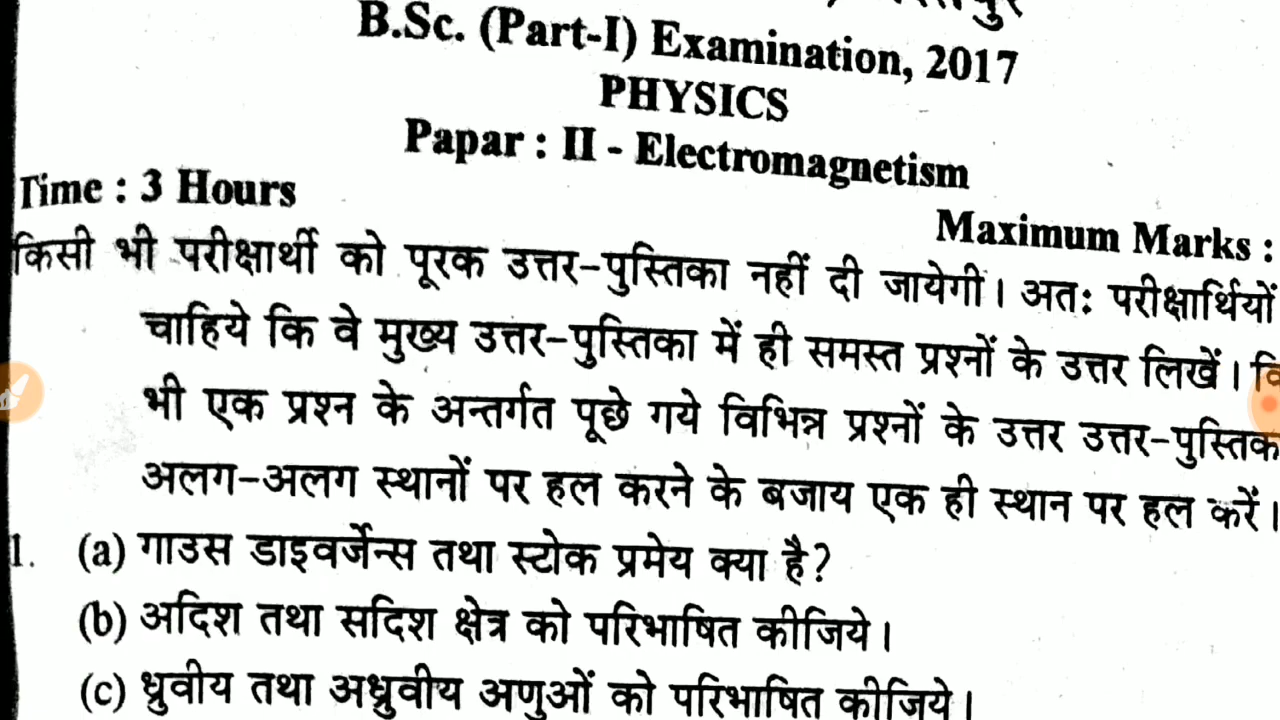 B.Sc. (Part-I) Examination, 2017
PHYSICS
Papar : II - Electromagnetism
Time : 3 Hours
Maximum Marks :
किसी भी परीक्षार्थी को पूरक उत्तर-पुस्तिका नहीं दी जायेगी। अतः परीक्षार्थियों
चाहिये कि वे मुख्य उत्तर-पुस्तिका में ही समस्त प्रश्नों के उत्तर लिखें।
भी एक प्रश्न के अन्तर्गत पूछे गये विभिन्न प्रश्नों के उत्तर उत्तर-पुस्तिक
अलग-अलग स्थानों पर हल करने के बजाय एक ही स्थान पर हल करें।
1. (a) गाउस डाइवर्जेन्स तथा स्टोक प्रमेय क्या है?
(b) अदिश तथा सदिश क्षेत्र को परिभाषित कीजिये।
(c) ध्रुवीय तथा अध्रुवीय अणुओं को परिभाषित कीजिये।